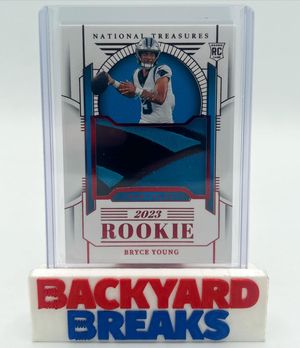 NATIONAL TREASURES
RC
2023
ROOKIE
BRYCE YOUNG
BACKYARD
BREAKS